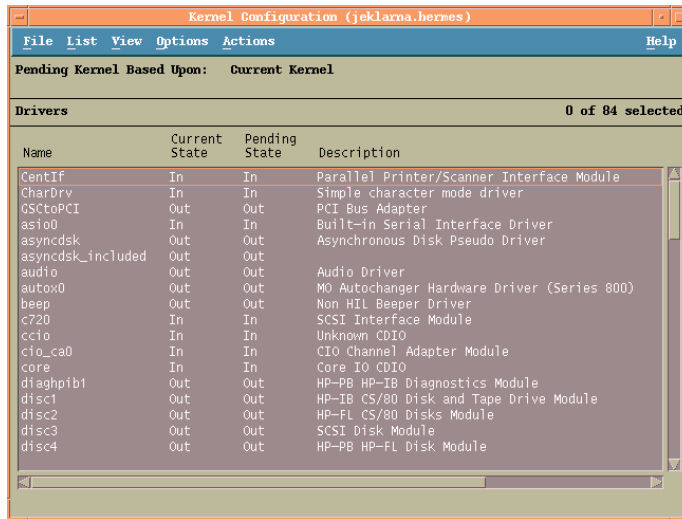 Kernel Configuration (jeklarna.hermes)
File List View Options Actions Help
Pending Kernel Based Upon: Current Kernel
Drivers 0 of 84 selected
Current Pending
Name State State Description
CentIf In In Parallel Printer/Scanner Interface Module
CharDrv In In Simple character mode driver
GSCtoPCI Out Out PCI Bus Adapter
asio0 In In Built-in Serial Interface Driver
asyncdsk Out Out Asynchronous Disk Pseudo Driver
asyncdsk_included Out Out
audio Out Out Audio Driver
autox0 Out Out MO Autochanger Hardware Driver (Series 800)
beep Out Out Non HIL Beeper Driver
c720 In In SCSI Interface Module
ccio In In Unknown CDIO
cio_ca0 In In CIO Channel Adapter Module
core In In Core IO CDIO
diaghpib1 Out Out HP-PB HP-IB Diagnostics Module
disc1 Out Out HP-IB CS/80 Disk and Tape Drive Module
disc2 Out Out HP-FL CS/80 Disks Module
disc3 Out Out SCSI Disk Module
disc4 Out Out HP-PB HP-FL Disk Module